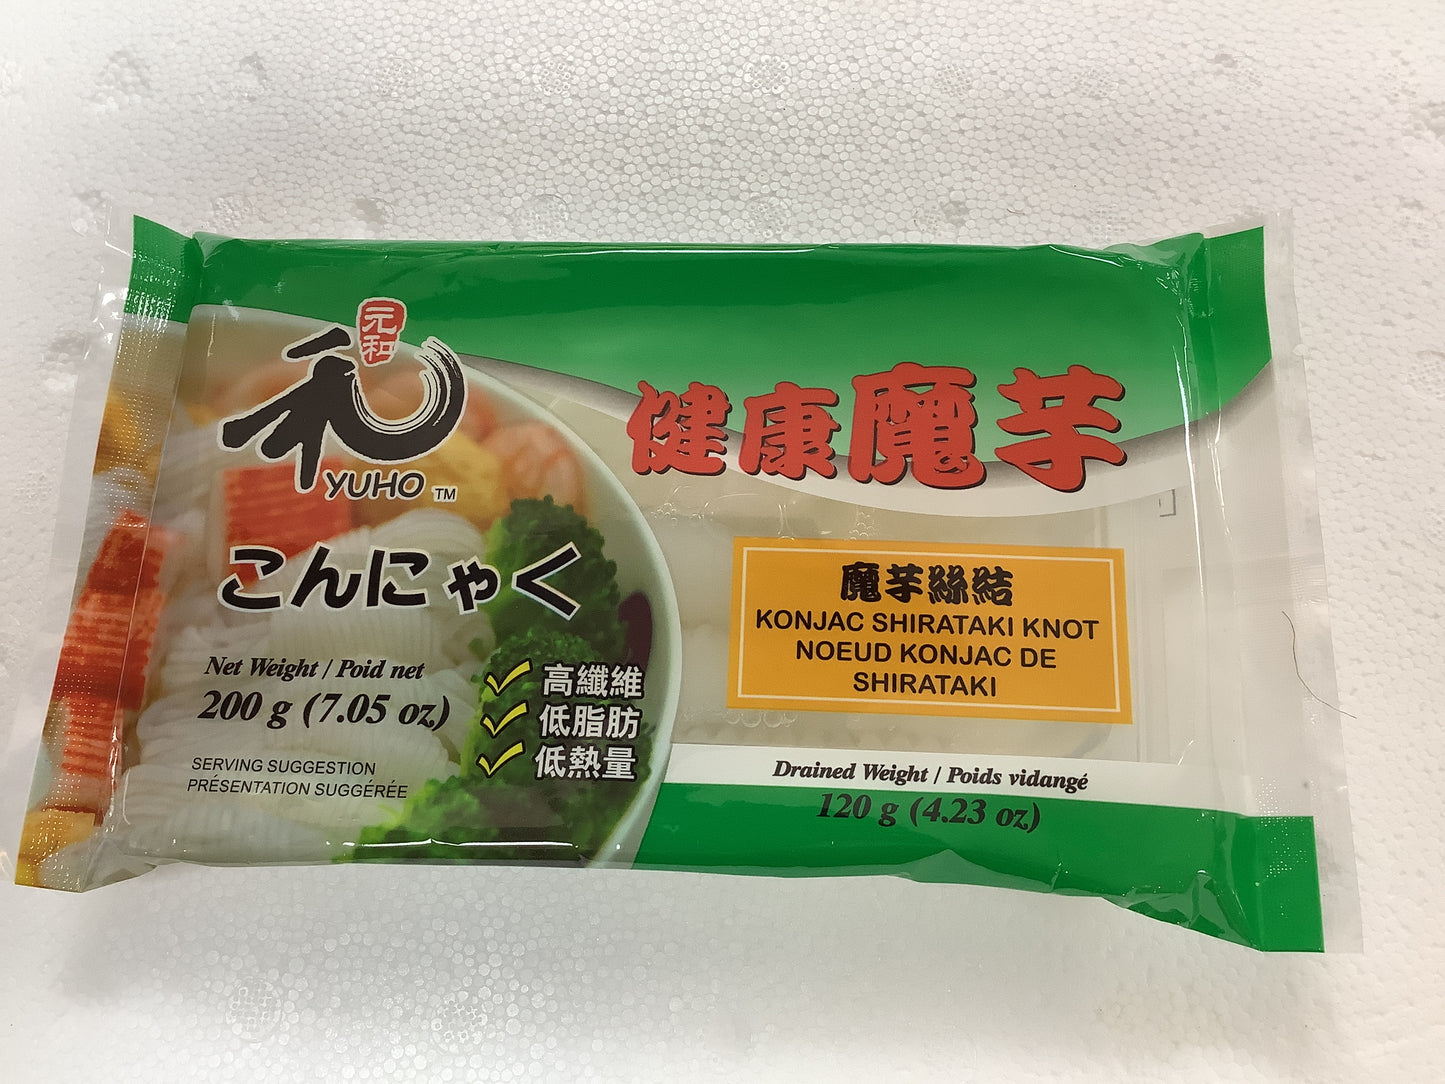 元和
和
YUHO TM
こんにゃく
Net Weight / Poid net
200 g (7.05 oz)
高纖維
低脂肪
低熱量
SERVING SUGGESTION
PRÉSENTATION SUGGÉRÉE
健康魔芋
魔芋絲結
KONJAC SHIRATAKI KNOT
NOEUD KONJAC DE
SHIRATAKI
Drained Weight / Poids vidangé
120 g (4.23 oz)